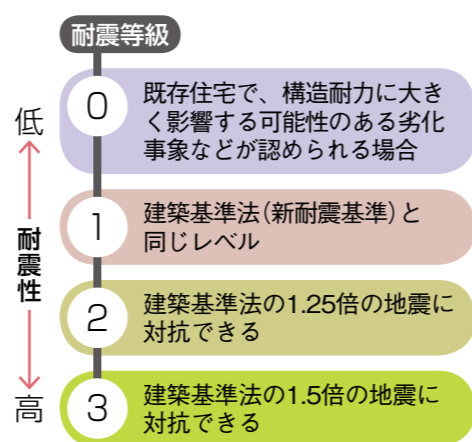 耐震等級
低
耐震性
高
0
既存住宅で、構造耐力に大き
く影響する可能性のある劣化
事象などが認められる場合
1
建築基準法(新耐震基準)と
同じレベル
2
建築基準法の1.25倍の地震に
対抗できる
3
建築基準法の1.5倍の地震に
対抗できる